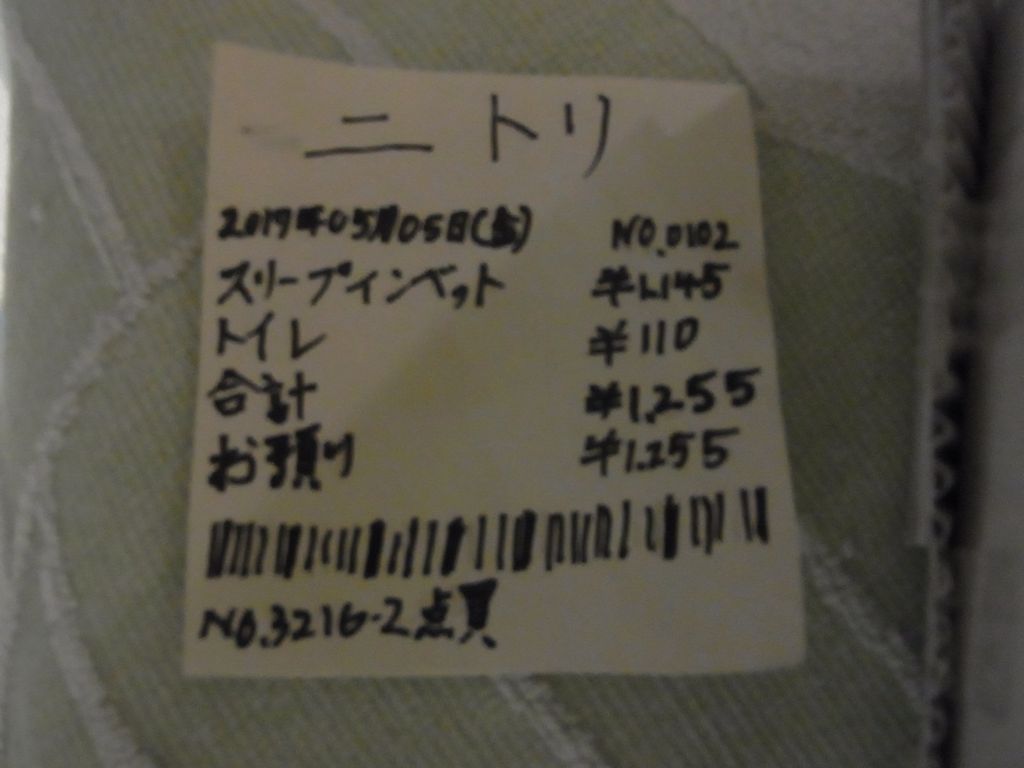 ニトリ
2017年05月05日(金) NO.0102
スリープインベット ¥1,145
トイレ ¥110
合計 ¥1,255
お預り ¥1,255
NO.3216-2点買